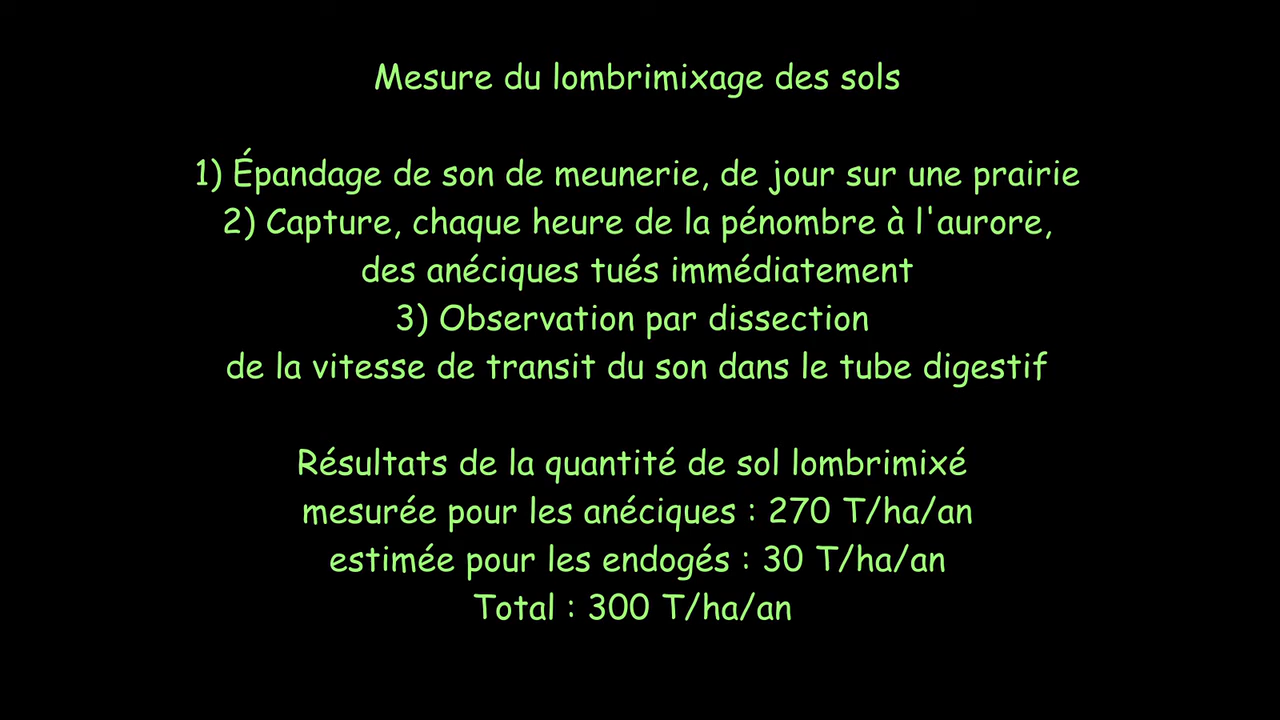 Mesure du lombrimixage des sols
1) Épandage de son de meunerie, de jour sur une prairie
2) Capture, chaque heure de la pénombre à l'aurore,
des anéciques tués immédiatement
3) Observation par dissection
de la vitesse de transit du son dans le tube digestif
Résultats de la quantité de sol lombrimixé
mesurée pour les anéciques : 270 T/ha/an
estimée pour les endogés : 30 T/ha/an
Total : 300 T/ha/an